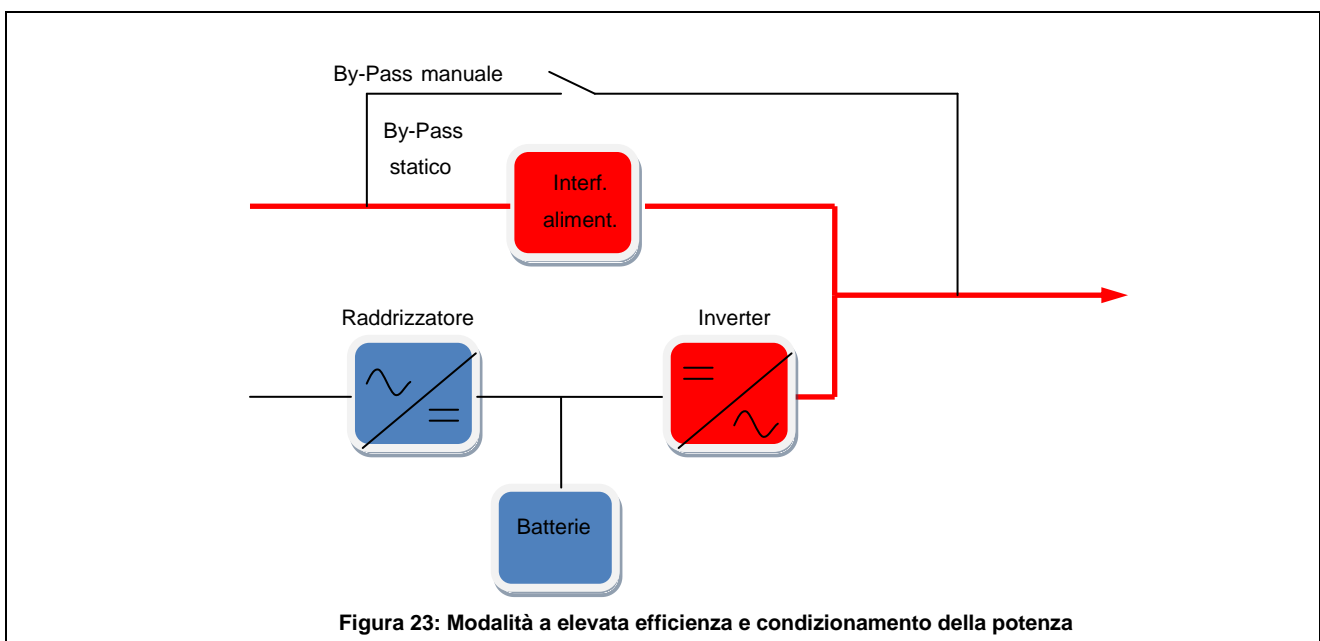 By-Pass manuale
By-Pass
statico
Interf.
aliment.
Raddrizzatore
Inverter
Batterie
Figura 23: Modalità a elevata efficienza e condizionamento della potenza